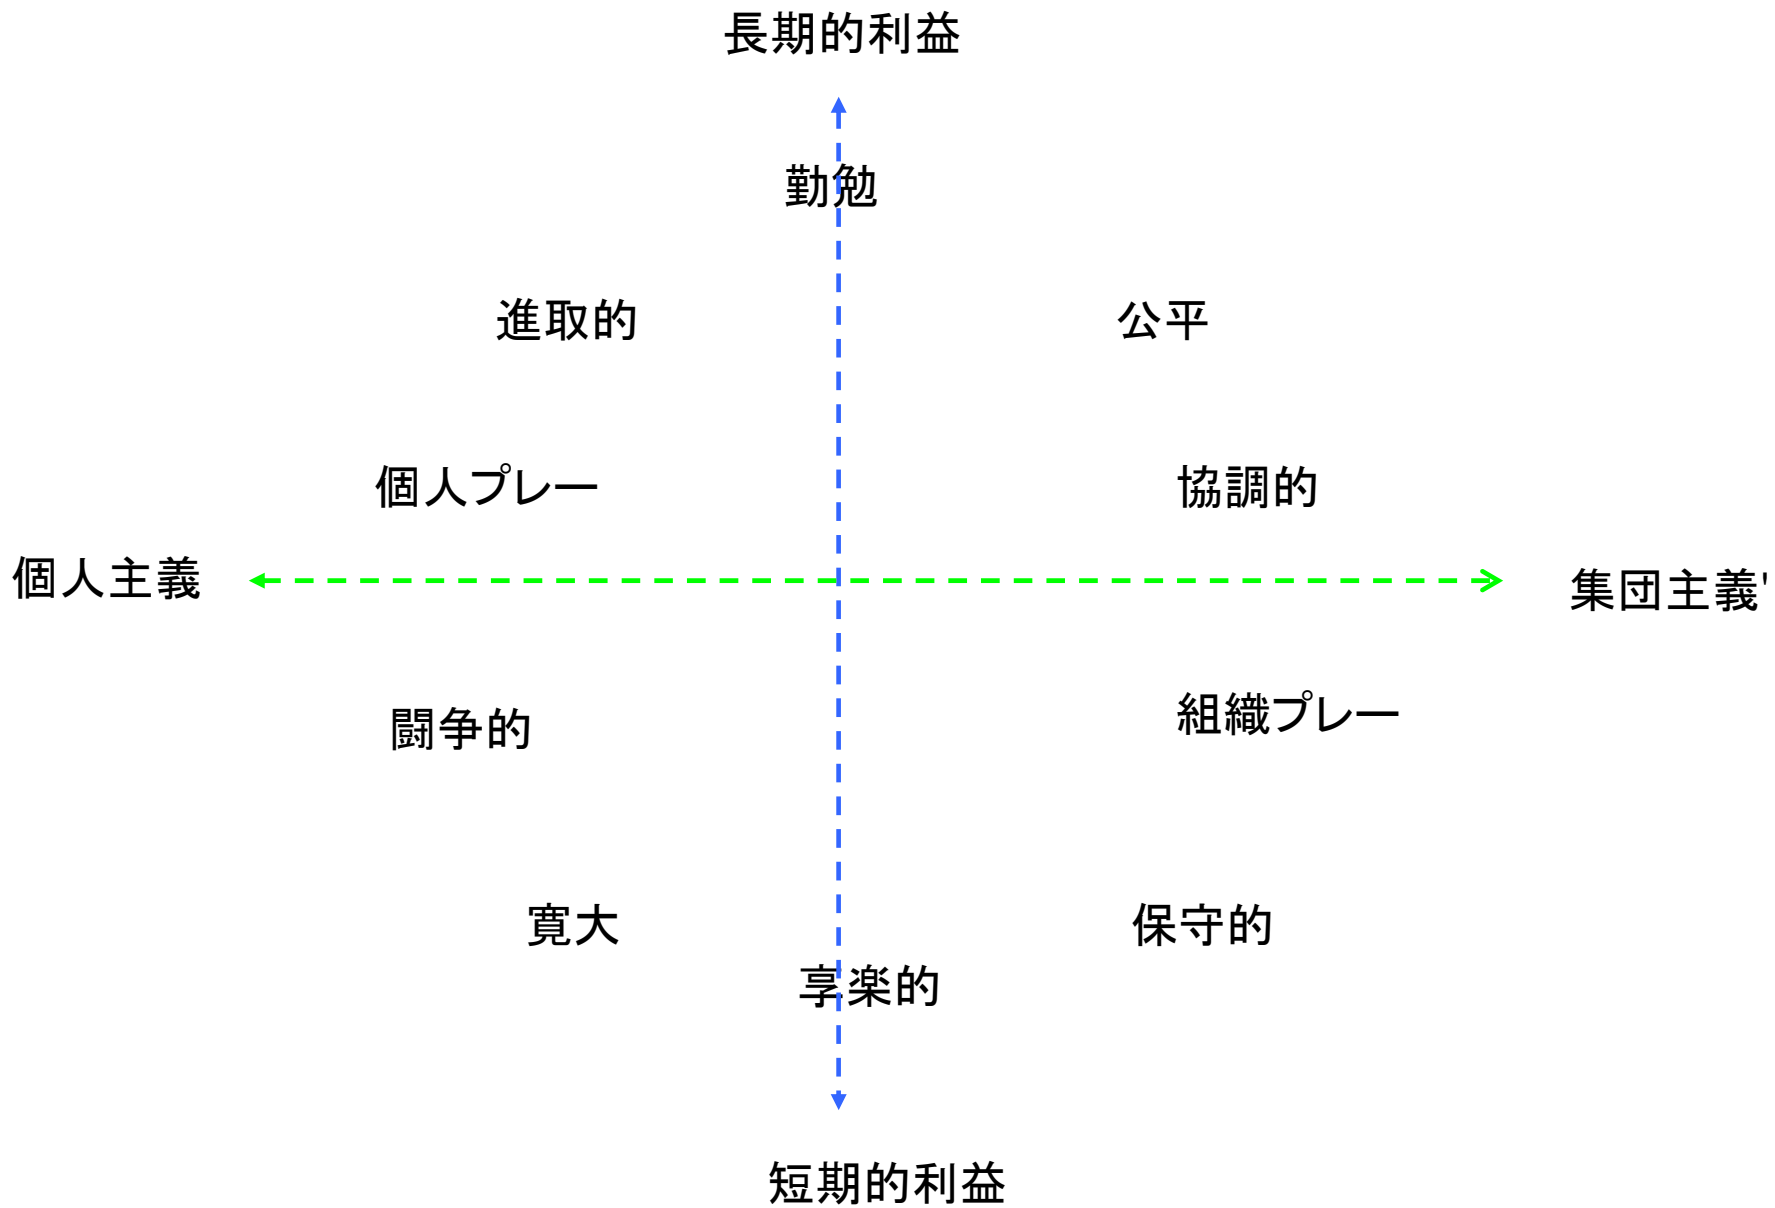 長期的利益
勤勉
進取的
公平
個人プレー
協調的
個人主義
集団主義'
闘争的
組織プレー
寛大
保守的
享楽的
短期的利益